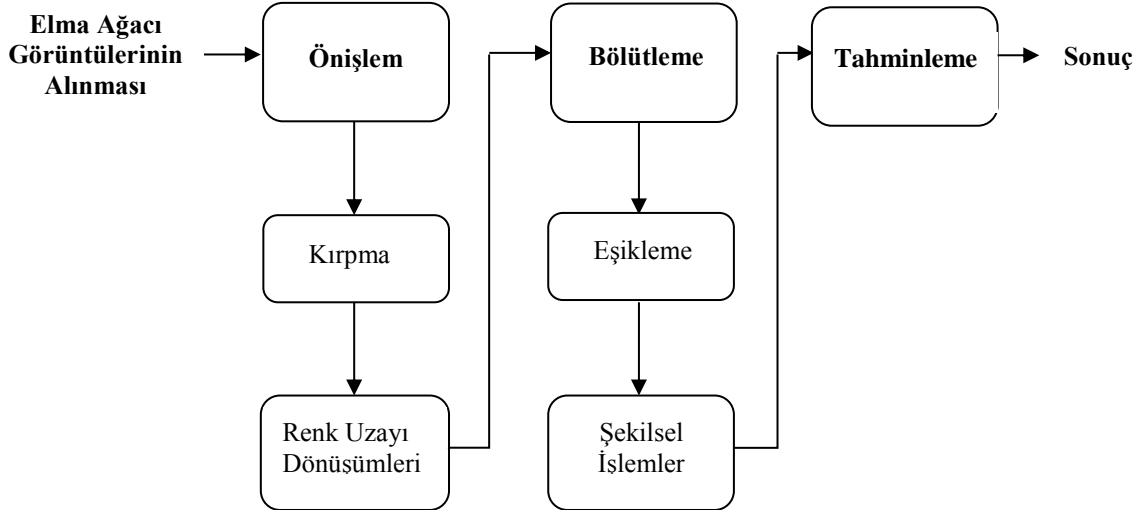 Elma Ağacı
Görüntülerinin
Alınması
Önişlem
Kırpma
Renk Uzayı
Dönüşümleri
Bölütleme
Eşikleme
Şekilsel
İşlemler
Tahminleme
Sonuç